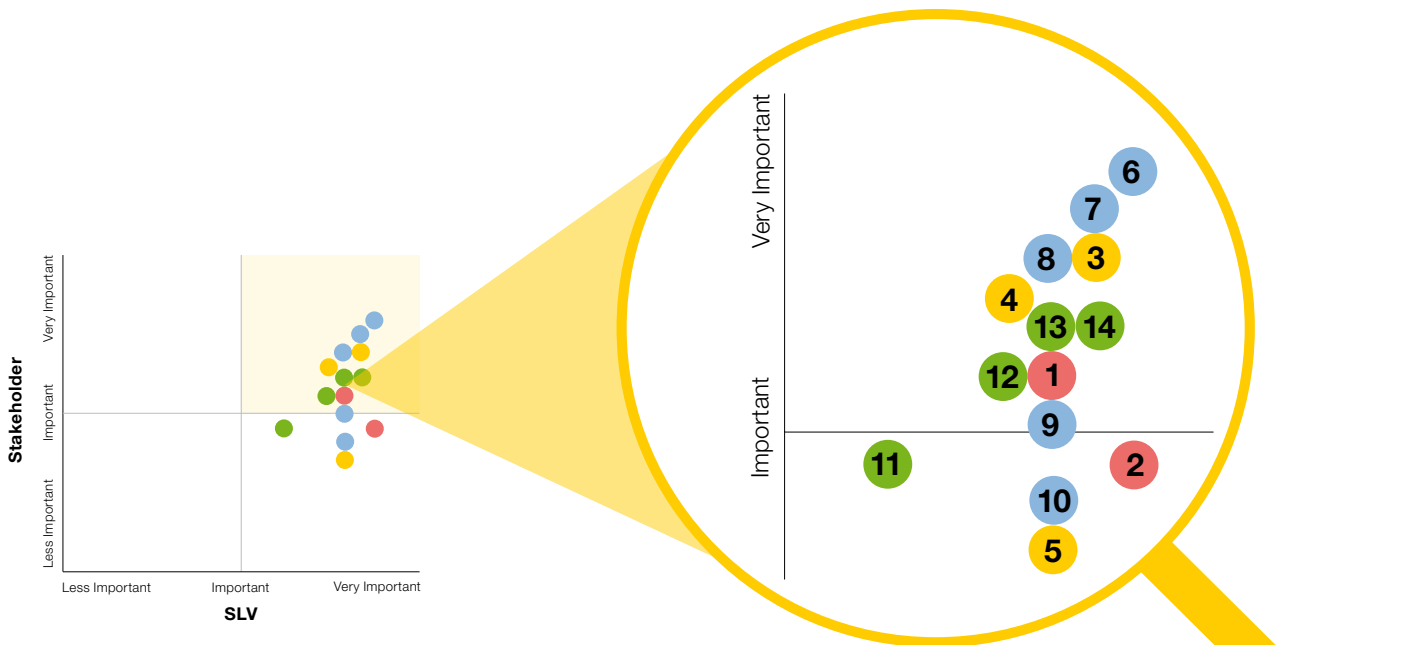 Stakeholder
Very Important
Important
Less Important
Less Important
Important
Very Important
SLV
Very Important
Important
6
7
8
3
4
13
14
12
1
9
11
2
10
5